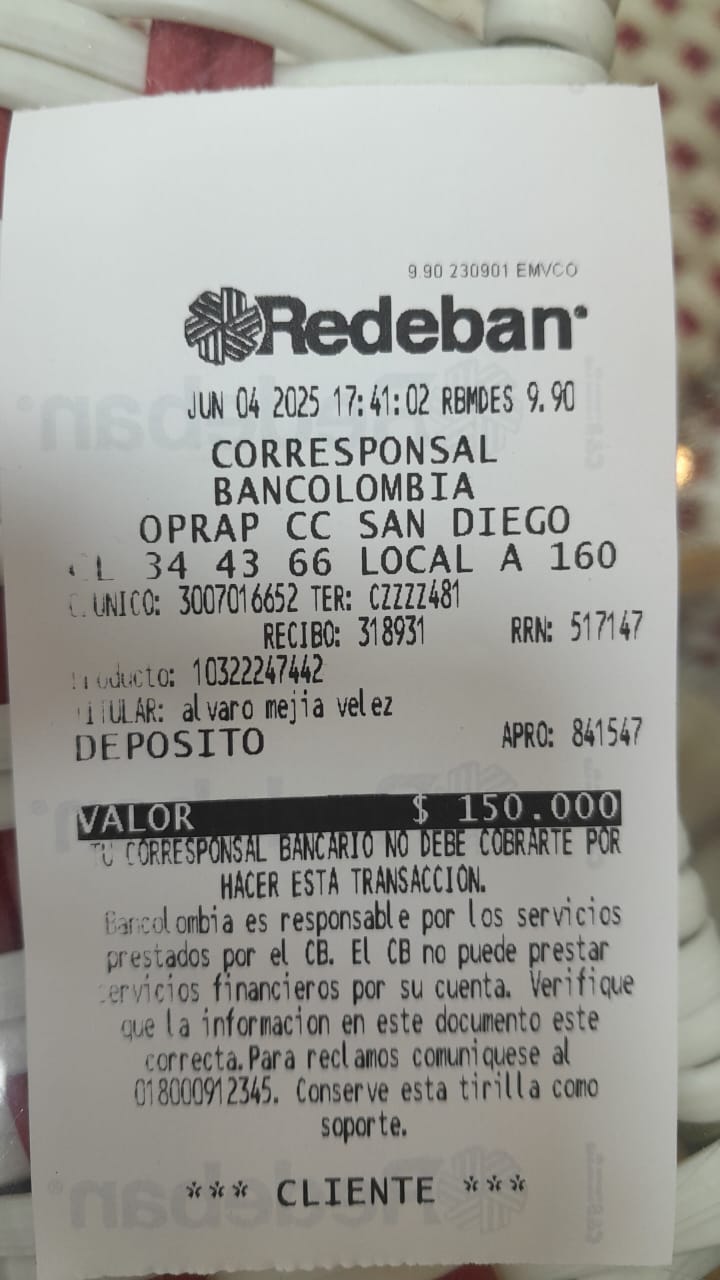 9.90 230901 EMVCO
Redeban
JUN 04 2025 17:41:02 RBMDES 9.90
CORRESPONSAL
BANCOLOMBIA
OPRAP CC SAN DIEGO
CL 34 43 66 LOCAL A 160
C.UNICO: 3007016652 TER: CZZZZ481
RECIBO: 318931 RRN: 517147
Producto: 10322247442
TITULAR: alvaro mejia velez
DEPOSITO APRO: 841547
VALOR $ 150.000
TU CORRESPONSAL BANCARIO NO DEBE COBRARTE POR
HACER ESTA TRANSACCION.
Bancolombia es responsable por los servicios
prestados por el CB. El CB no puede prestar
servicios financieros por su cuenta. Verifique
que la informacion en este documento este
correcta.Para reclamos comuniquese al
018000912345. Conserve esta tirilla como
soporte.
*** CLIENTE ***